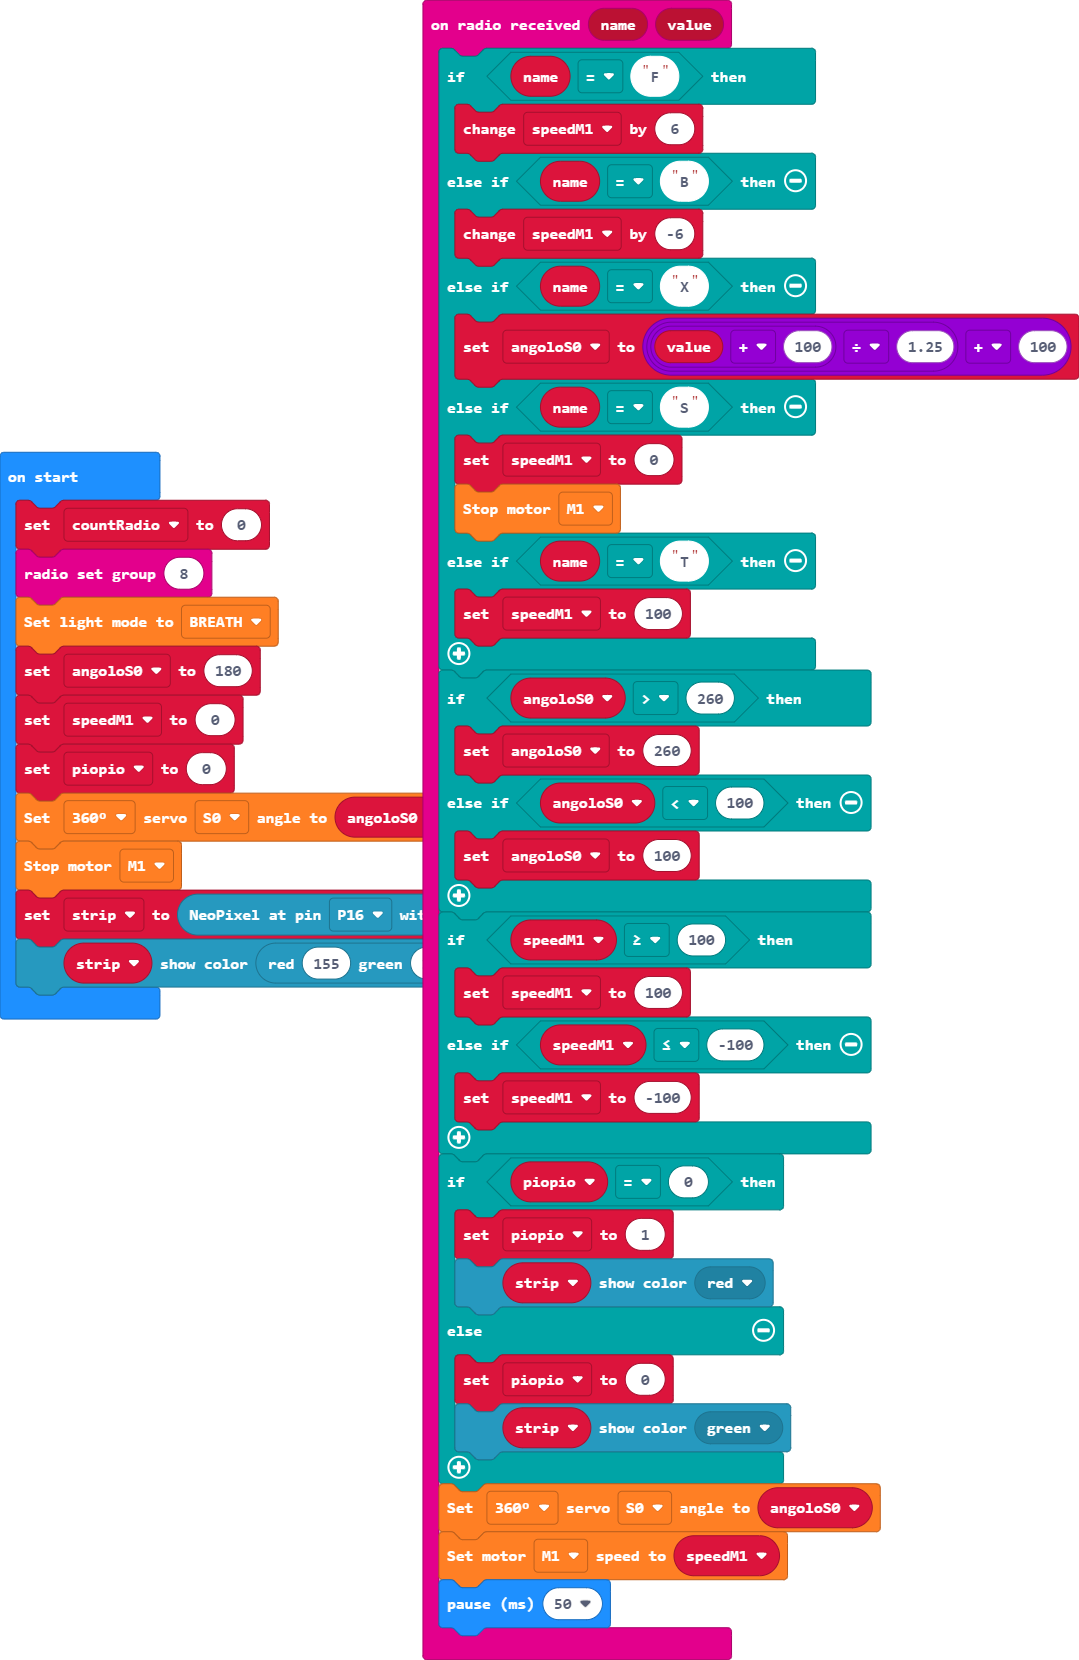 on start
set countRadio to 0
radio set group 8
Set light mode to BREATH
set angoloS0 to 180
set speedM1 to 0
set piopio to 0
Set 360º servo S0 angle to angoloS0
Stop motor M1
set strip to NeoPixel at pin P16
strip show color red 155 green
on radio received name value
if name = "F" then
change speedM1 by 6
else if name = "B" then
change speedM1 by -6
else if name = "X" then
set angoloS0 to value + 100 ÷ 1.25 + 100
else if name = "S" then
set speedM1 to 0
Stop motor M1
else if name = "T" then
set speedM1 to 100
if angoloS0 > 260 then
set angoloS0 to 260
else if angoloS0 < 100 then
set angoloS0 to 100
if speedM1 ≥ 100 then
set speedM1 to 100
else if speedM1 ≤ -100 then
set speedM1 to -100
if piopio = 0 then
set piopio to 1
strip show color red
else
set piopio to 0
strip show color green
Set 360º servo S0 angle to angoloS0
Set motor M1 speed to speedM1
pause (ms) 50